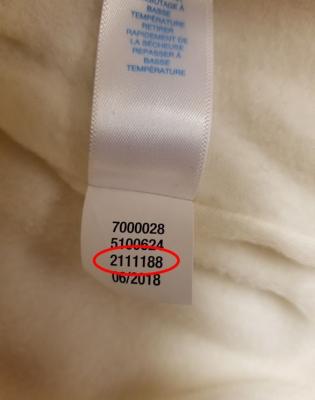 BASSE
TEMPÉRATURE
RETIRER
RAPIDEMENT DE
LA SÉCHEUSE
REPASSER À
BASSE
TEMPÉRATURE
7000028
5100624
2111188
06/2018